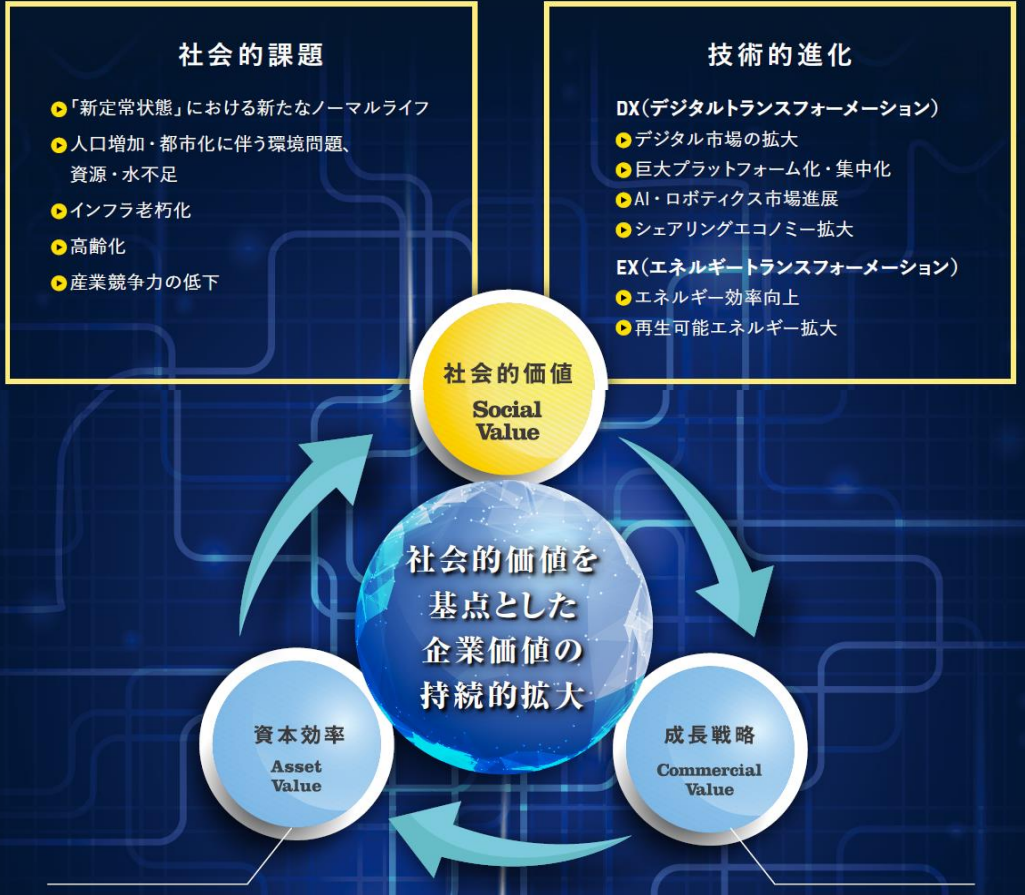 社会的課題
「新定常状態」における新たなノーマルライフ
人口増加・都市化に伴う環境問題、
資源・水不足
インフラ老朽化
高齢化
産業競争力の低下
技術的進化
DX（デジタルトランスフォーメーション）
デジタル市場の拡大
巨大プラットフォーム化・集中化
AI・ロボティクス市場進展
シェアリングエコノミー拡大
EX（エネルギートランスフォーメーション）
エネルギー効率向上
再生可能エネルギー拡大
社会的価値
Social
Value
社会的価値を
基点とした
企業価値の
持続的拡大
資本効率
Asset
Value
成長戦略
Commercial
Value